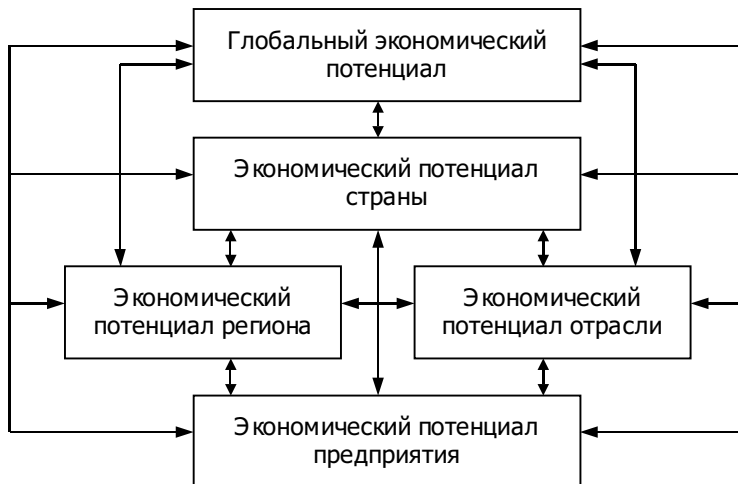 Глобальный экономический
потенциал
Экономический потенциал
страны
Экономический
потенциал региона
Экономический
потенциал отрасли
Экономический потенциал
предприятия